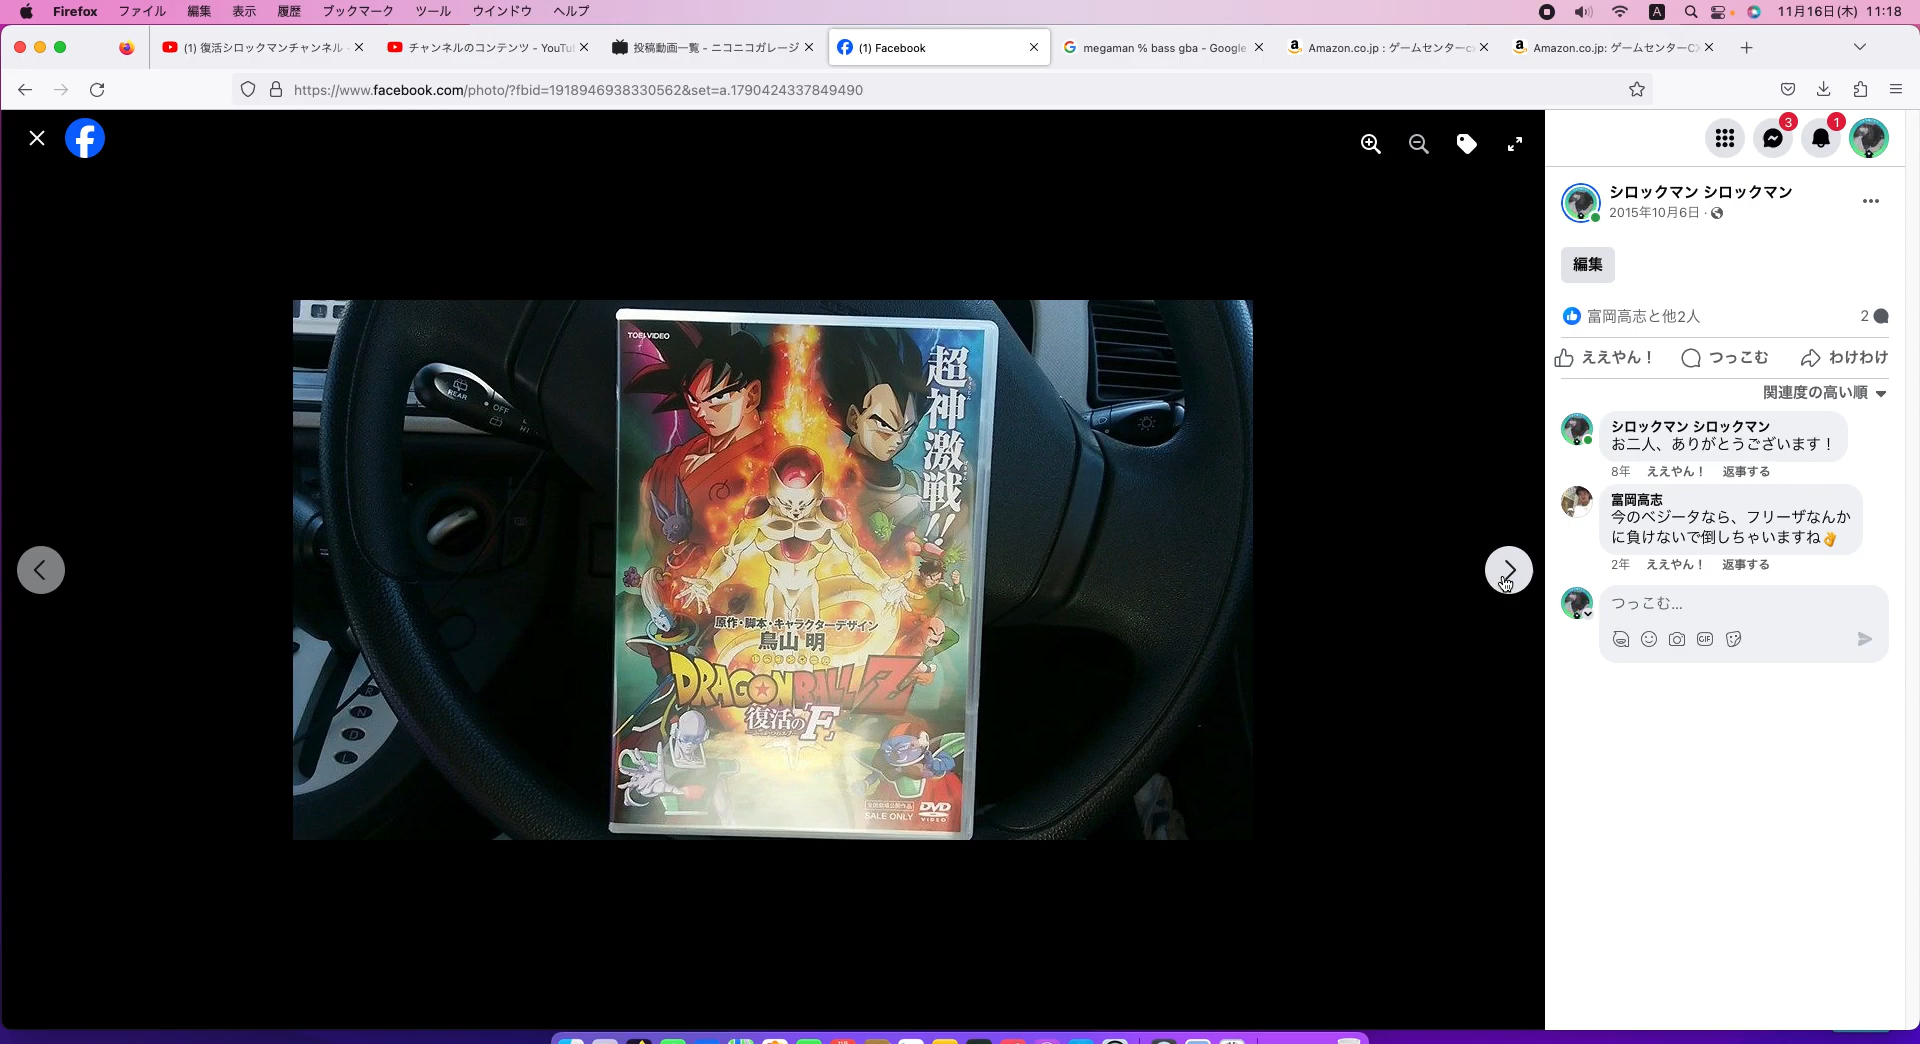 Firefox ファイル 編集 表示 履歴 ブックマーク ツール ウインドウ ヘルプ
A 11月16日(木) 11:18
(1) 復活シロックマンチャンネル
チャンネルのコンテンツ - YouTu
投稿動画一覧 - ニコニコガレージ
(1) Facebook
megaman % bass gba - Google
Amazon.co.jp : ゲームセンターc
Amazon.co.jp: ゲームセンターC
https://www.facebook.com/photo/?fbid=1918946938330562&set=a.1790424337849490
3
1
シロックマン シロックマン
2015年10月6日
編集
富岡高志と他2人
2
ええやん！ つっこむ わけわけ
関連度の高い順
シロックマン シロックマン
お二人、ありがとうございます！
8年 ええやん！ 返事する
富岡高志
今のベジータなら、フリーザなんか
に負けないで倒しちゃいますね👌
2年 ええやん！ 返事する
つっこむ...
GIF
REAR
OFF
HI
R
N
D
L
TOEI VIDEO
超神激戦!!
原作・脚本・キャラクターデザイン
鳥山 明
DRAGONBALL Z
復活の「F」
SALE ONLY
DVD
VIDEO